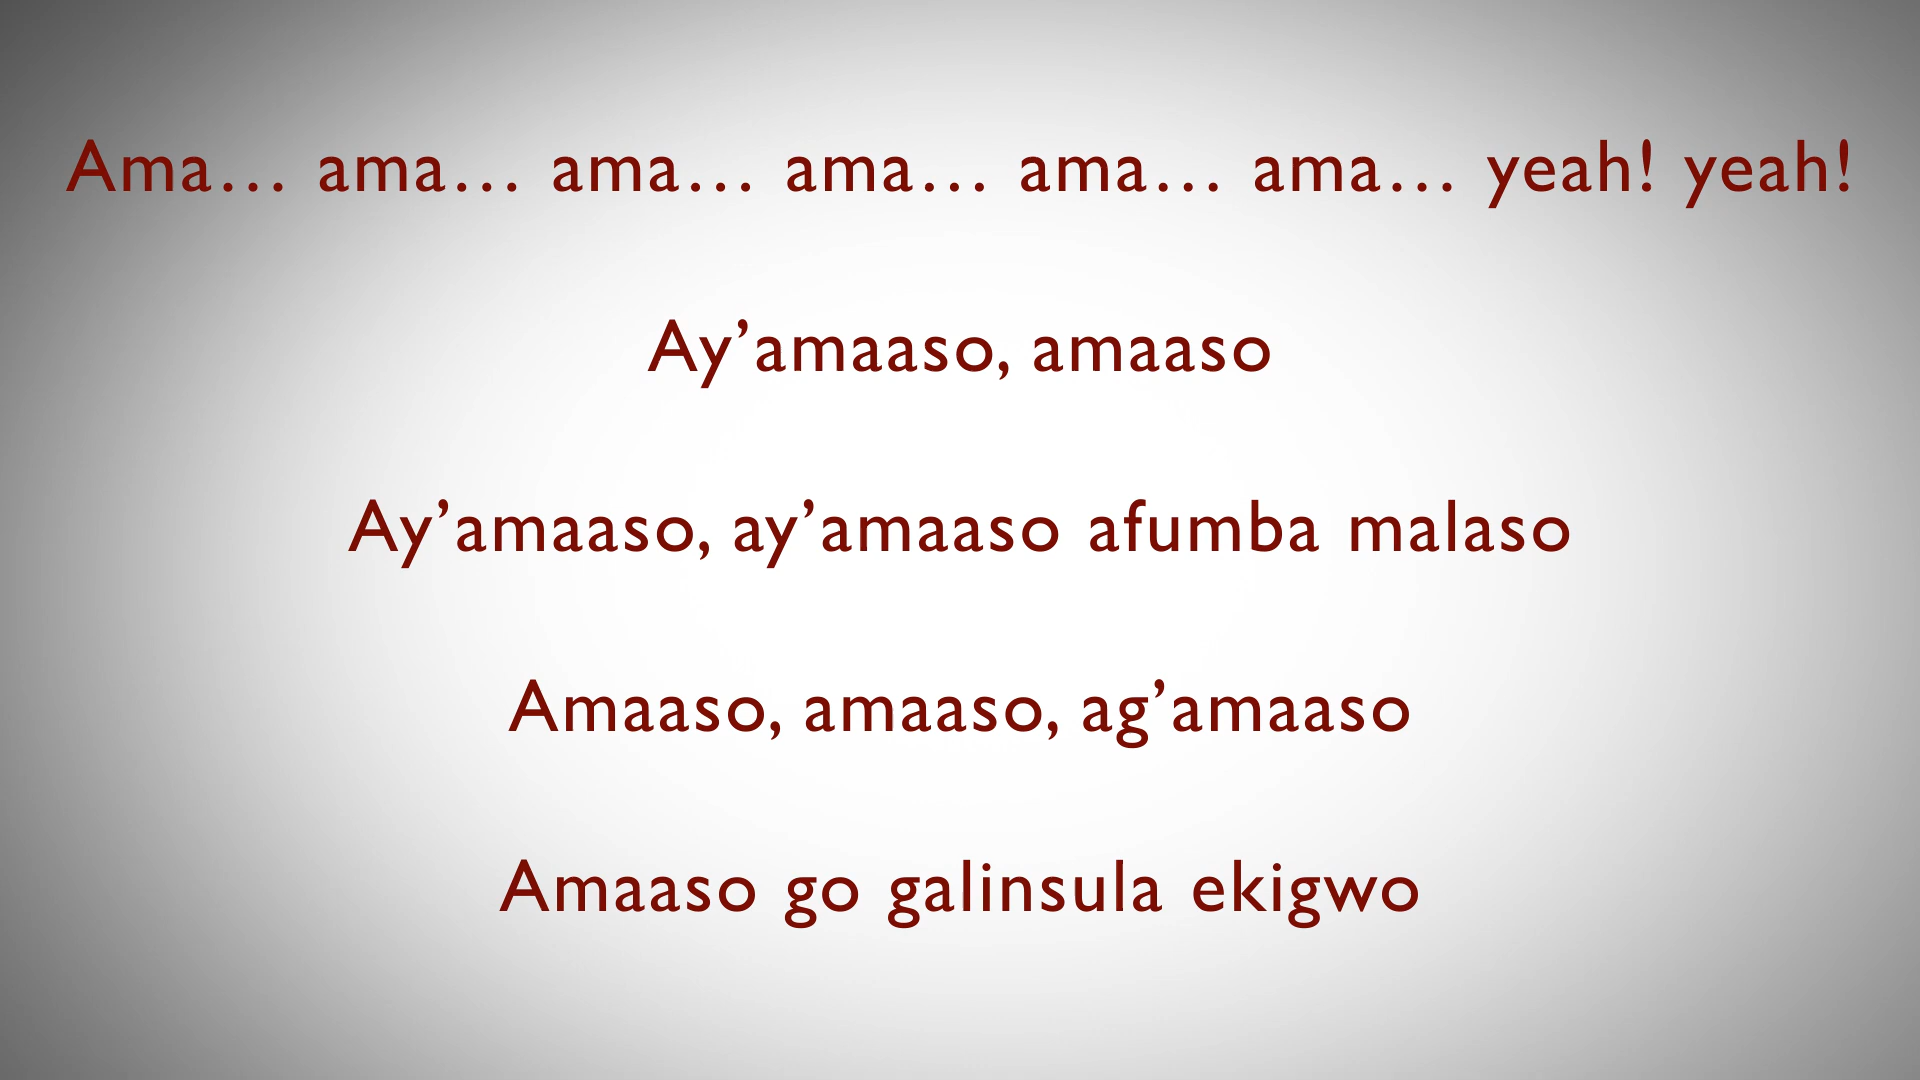 Ama… ama… ama… ama… ama… ama… yeah! yeah!
Ay’amaaso, amaaso
Ay’amaaso, ay’amaaso afumba malaso
Amaaso, amaaso, ag’amaaso
Amaaso go galinsula ekigwo